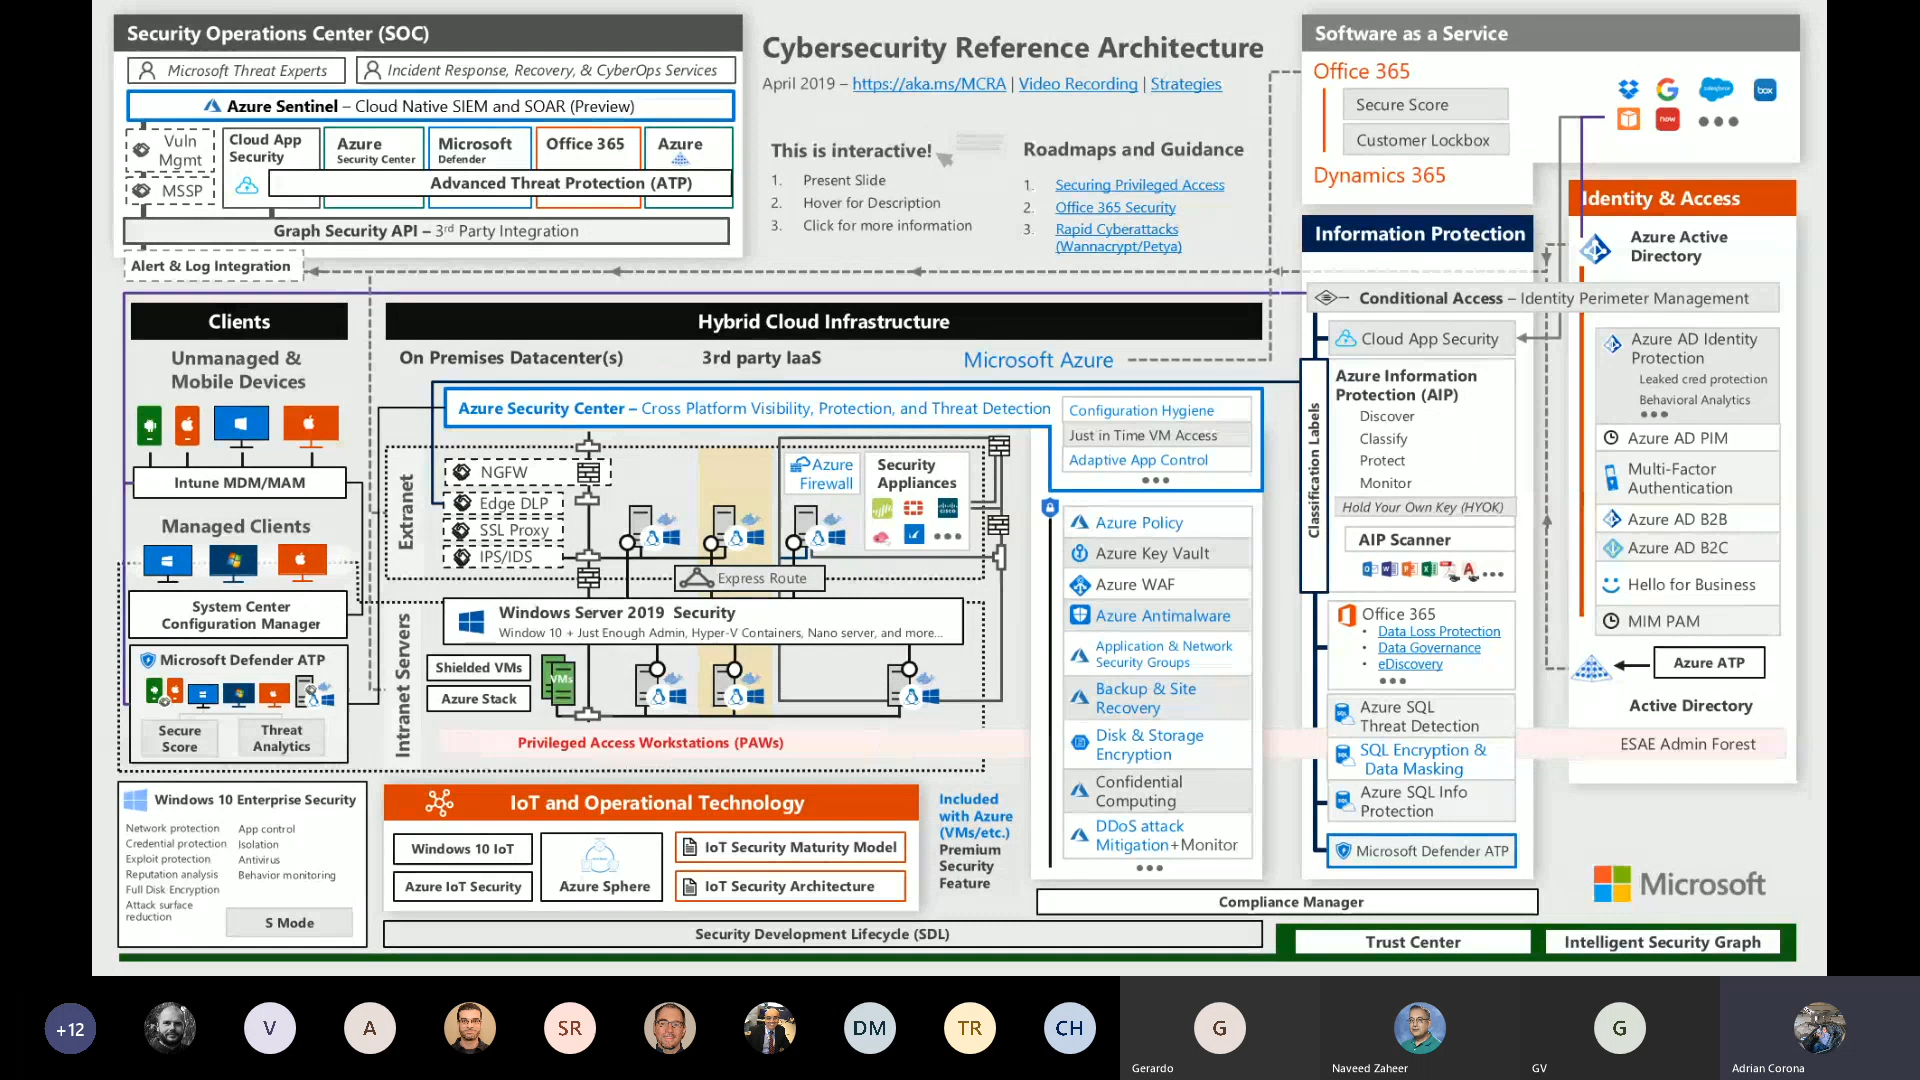 Security Operations Center (SOC)
Microsoft Threat Experts
Incident Response, Recovery, & CyberOps Services
Azure Sentinel – Cloud Native SIEM and SOAR (Preview)
Vuln
Mgmt
MSSP
Cloud App
Security
Azure
Security Center
Microsoft
Defender
Office 365
Azure
Advanced Threat Protection (ATP)
Graph Security API – 3rd Party Integration
Alert & Log Integration
Cybersecurity Reference Architecture
April 2019 – https://aka.ms/MCRA | Video Recording | Strategies
This is interactive!
1. Present Slide
2. Hover for Description
3. Click for more information
Roadmaps and Guidance
1. Securing Privileged Access
2. Office 365 Security
3. Rapid Cyberattacks
(Wannacrypt/Petya)
Software as a Service
Office 365
Secure Score
Customer Lockbox
Dynamics 365
salesforce
box
now
Identity & Access
Azure Active
Directory
Information Protection
Conditional Access – Identity Perimeter Management
Cloud App Security
Azure Information
Protection (AIP)
Discover
Classify
Protect
Monitor
Hold Your Own Key (HYOK)
AIP Scanner
Classification Labels
Office 365
• Data Loss Protection
• Data Governance
• eDiscovery
Azure SQL
Threat Detection
SQL Encryption &
Data Masking
Azure SQL Info
Protection
Microsoft Defender ATP
Azure AD Identity
Protection
Leaked cred protection
Behavioral Analytics
Azure AD PIM
Multi-Factor
Authentication
Azure AD B2B
Azure AD B2C
Hello for Business
MIM PAM
Azure ATP
Active Directory
ESAE Admin Forest
Clients
Unmanaged &
Mobile Devices
Intune MDM/MAM
Managed Clients
System Center
Configuration Manager
Microsoft Defender ATP
Secure
Score
Threat
Analytics
Hybrid Cloud Infrastructure
On Premises Datacenter(s)
3rd party IaaS
Microsoft Azure
Azure Security Center – Cross Platform Visibility, Protection, and Threat Detection
Configuration Hygiene
Just in Time VM Access
Adaptive App Control
Extranet
NGFW
Edge DLP
SSL Proxy
IPS/IDS
Azure
Firewall
Security
Appliances
CISCO
Express Route
Intranet Servers
Windows Server 2019 Security
Window 10 + Just Enough Admin, Hyper-V Containers, Nano server, and more...
Shielded VMs
Azure Stack
VMs
Privileged Access Workstations (PAWs)
Azure Policy
Azure Key Vault
Azure WAF
Azure Antimalware
Application & Network
Security Groups
Backup & Site
Recovery
Disk & Storage
Encryption
Confidential
Computing
DDoS attack
Mitigation+Monitor
Windows 10 Enterprise Security
Network protection
Credential protection
Exploit protection
Reputation analysis
Full Disk Encryption
Attack surface
reduction
App control
Isolation
Antivirus
Behavior monitoring
S Mode
IoT and Operational Technology
Windows 10 IoT
Azure IoT Security
Azure Sphere
IoT Security Maturity Model
IoT Security Architecture
Included
with Azure
(VMs/etc.)
Premium
Security
Feature
Microsoft
Compliance Manager
Security Development Lifecycle (SDL)
Trust Center
Intelligent Security Graph
+12
V
A
SR
DM
TR
CH
G
G
Gerardo
Naveed Zaheer
GV
Adrian Corona